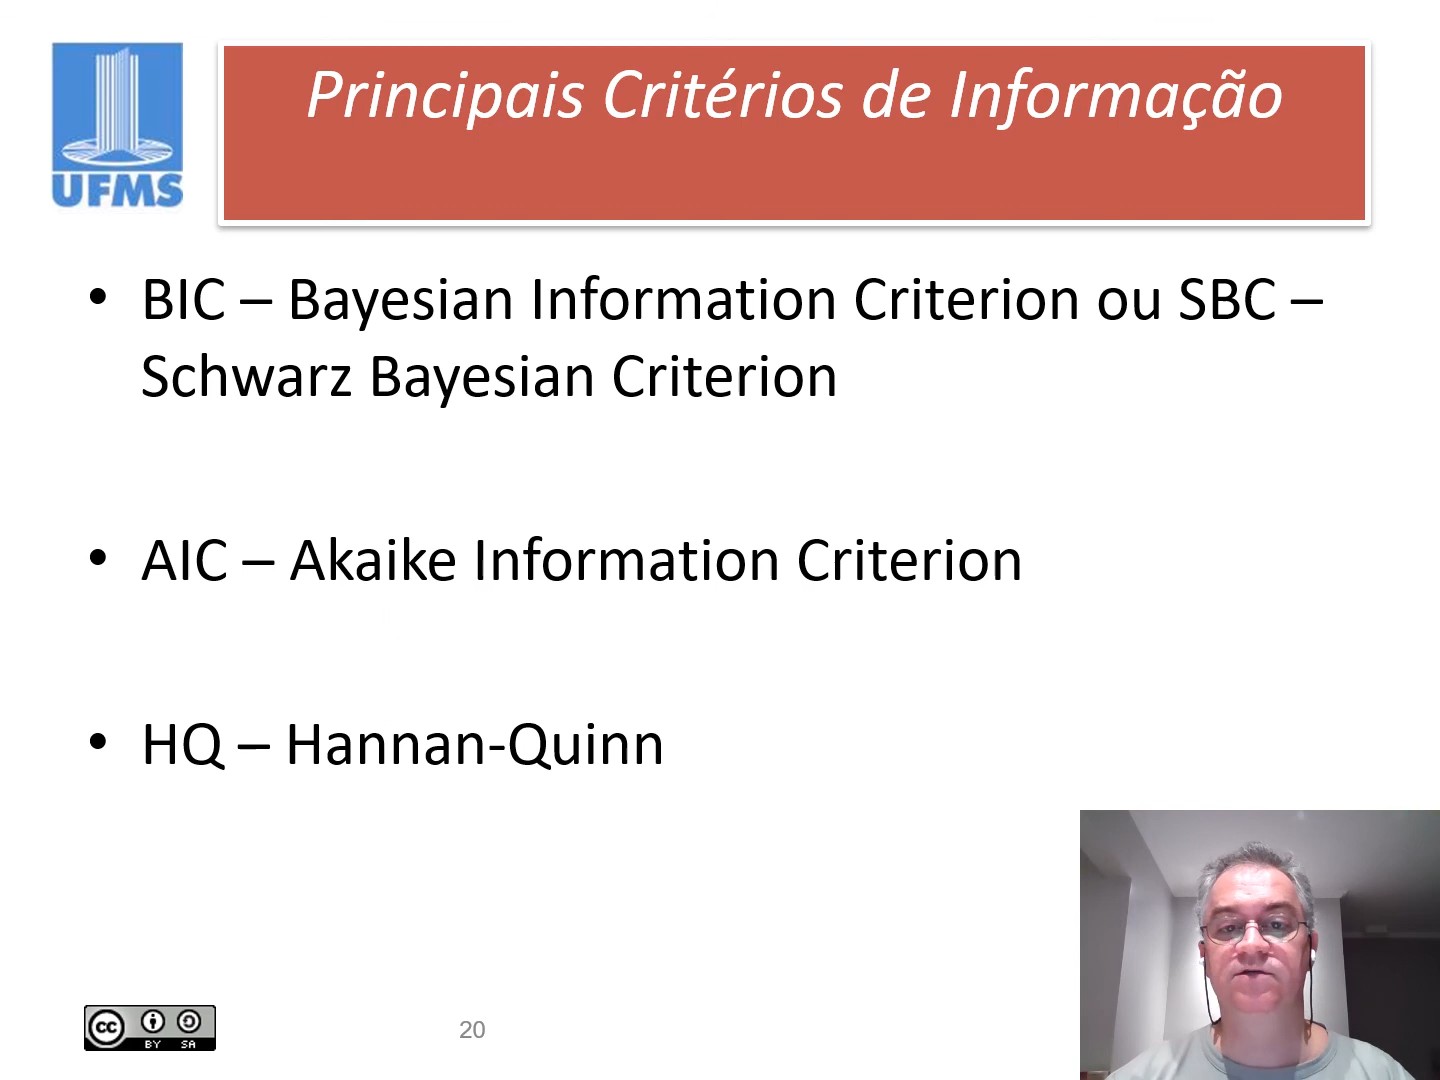 UFMS
Principais Critérios de Informação
• BIC – Bayesian Information Criterion ou SBC –
Schwarz Bayesian Criterion
• AIC – Akaike Information Criterion
• HQ – Hannan-Quinn
cc
BY SA
20